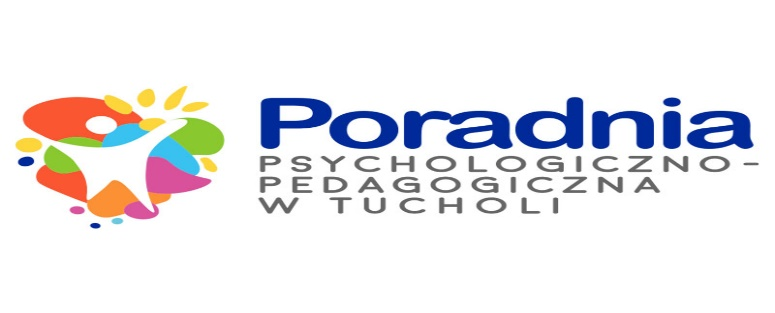 Poradnia
PSYCHOLOGICZNO-
PEDAGOGICZNA
W TUCHOLI